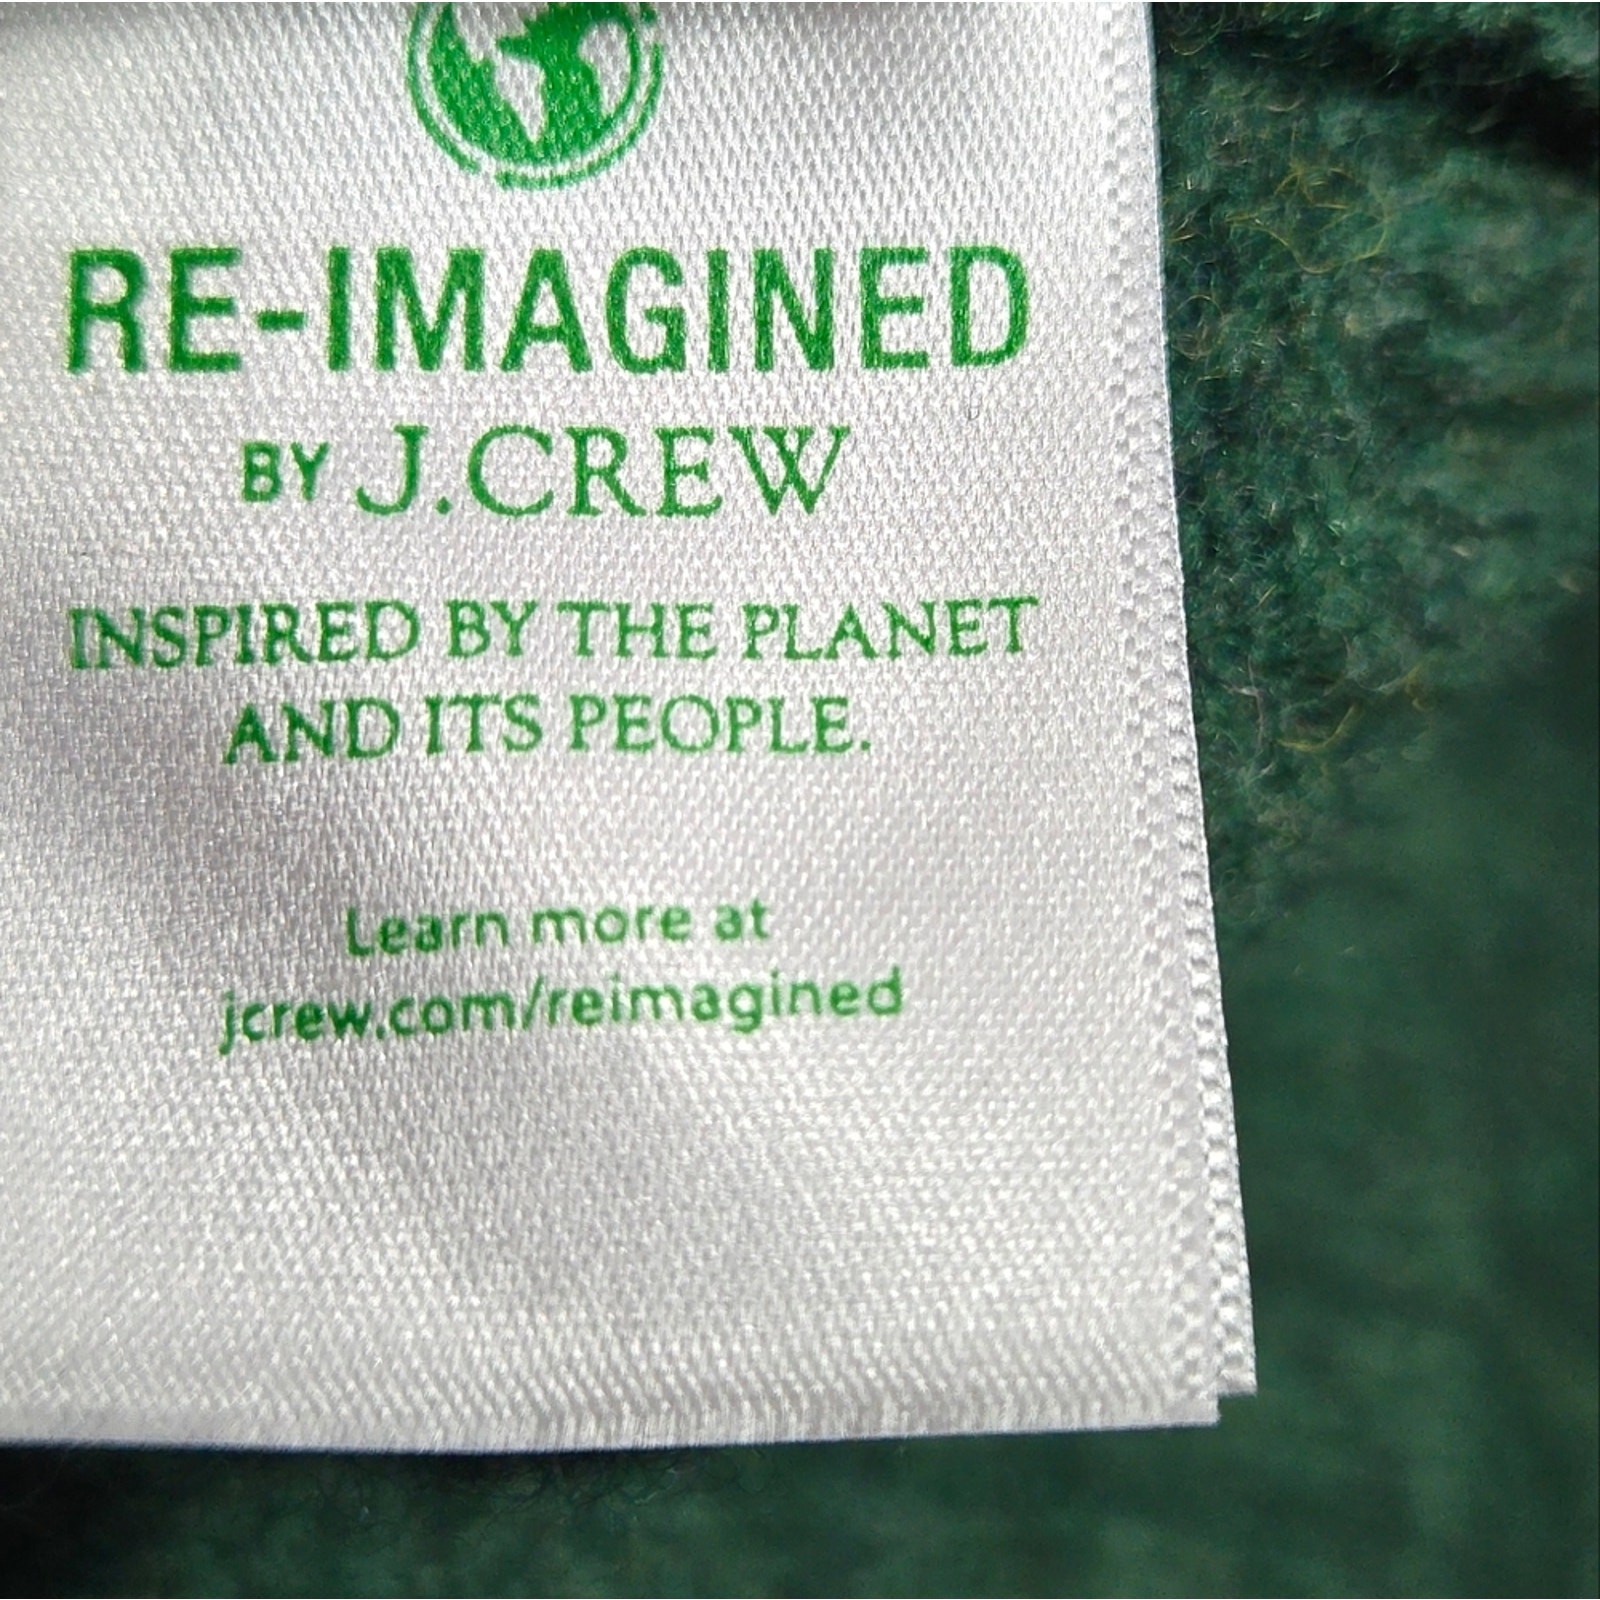 RE-IMAGINED
BY J.CREW
INSPIRED BY THE PLANET
AND ITS PEOPLE.
Learn more at
jcrew.com/reimagined